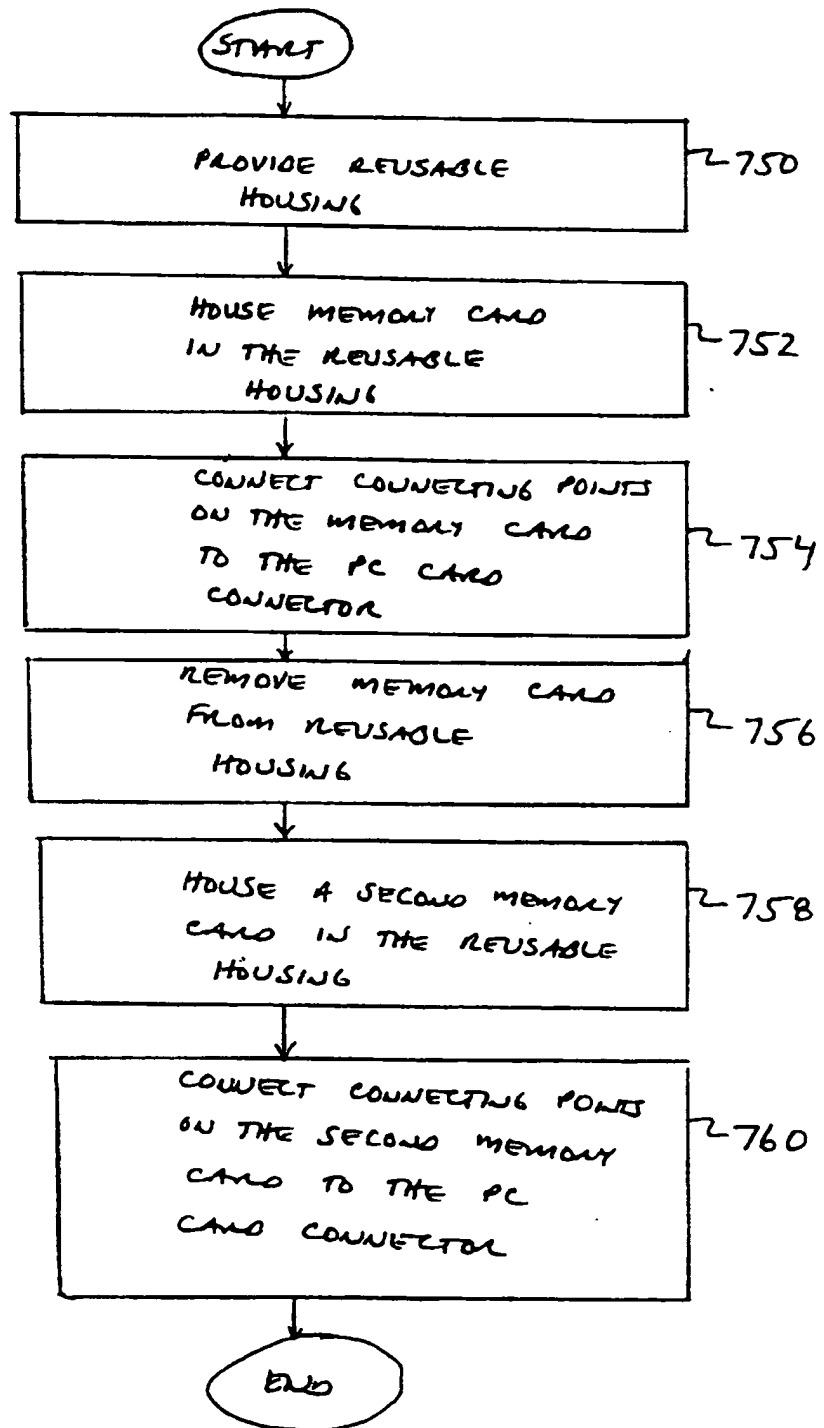 START
PROVIDE REUSABLE
HOUSING
750
HOUSE MEMORY CARD
IN THE REUSABLE
HOUSING
752
CONNECT CONNECTING POINTS
ON THE MEMORY CARD
TO THE PC CARD
CONNECTOR
754
REMOVE MEMORY CARD
FROM REUSABLE
HOUSING
756
HOUSE A SECOND MEMORY
CARD IN THE REUSABLE
HOUSING
758
CONNECT CONNECTING POINTS
ON THE SECOND MEMORY
CARD TO THE PC
CARD CONNECTOR
760
END